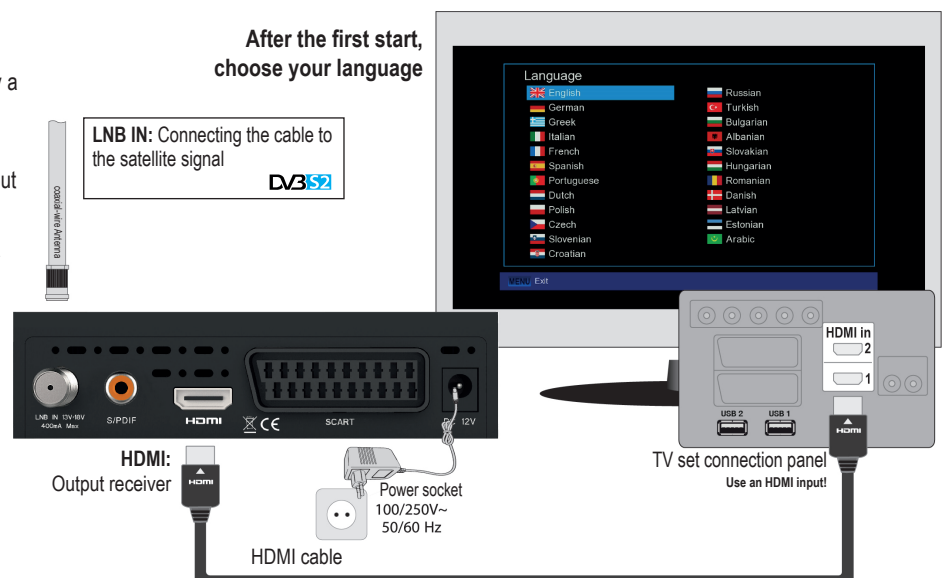 After the first start,
choose your language
a
ut
LNB IN: Connecting the cable to
the satellite signal
DVB S2
coaxial-wire Antenna
Language
English
German
Greek
Italian
French
Spanish
Portuguese
Dutch
Polish
Czech
Slovenian
Croatian
Russian
Turkish
Bulgarian
Albanian
Slovakian
Hungarian
Romanian
Danish
Latvian
Estonian
Arabic
MENU Exit
LNB IN 13V-18V
400mA Max
S/PDIF
HDMI
CE
SCART
12V
HDMI in
2
1
USB 2
USB 1
HDMI
TV set connection panel
Use an HDMI input!
HDMI:
Output receiver
HDMI
Power socket
100/250V~
50/60 Hz
HDMI cable